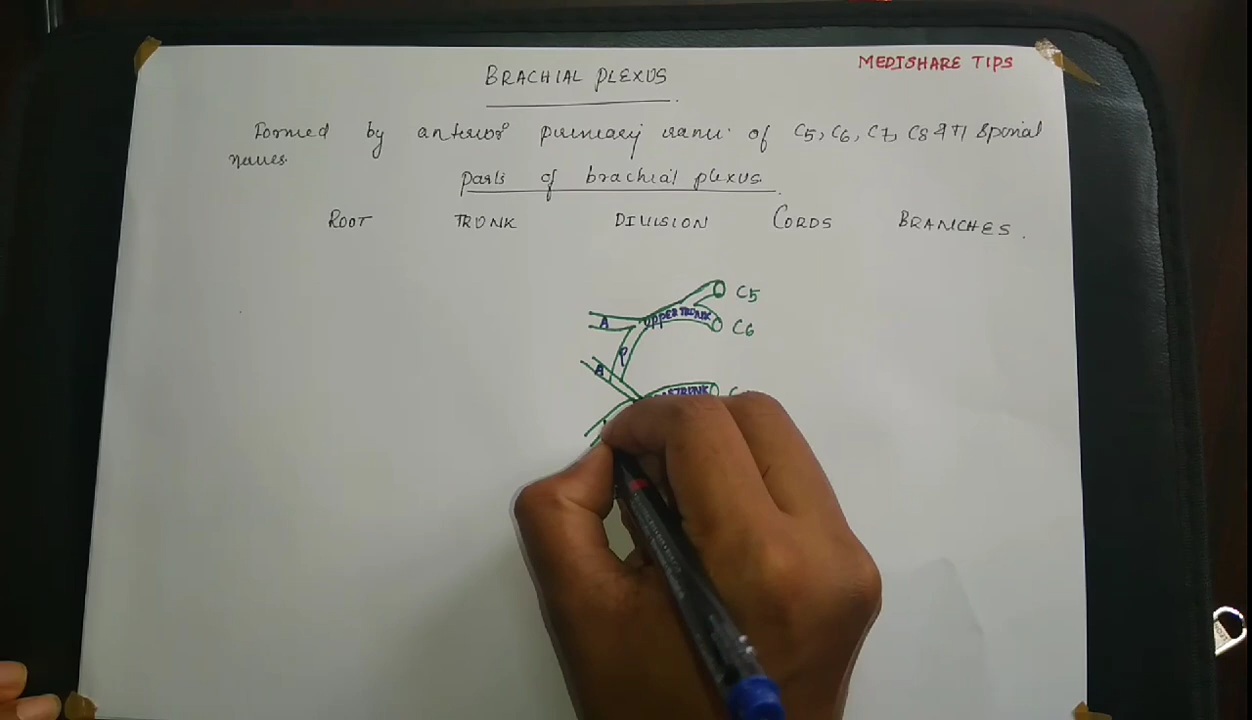 MEDISHARE TIPS
BRACHIAL PLEXUS
Formed by anterior primary rami of C5, C6, C7, C8 & T1 Spinal
nerves.
Parts of brachial plexus.
ROOT TRUNK DIVISION CORDS BRANCHES.
C5
A UPPER TRUNK
C6
P
A TRUNK